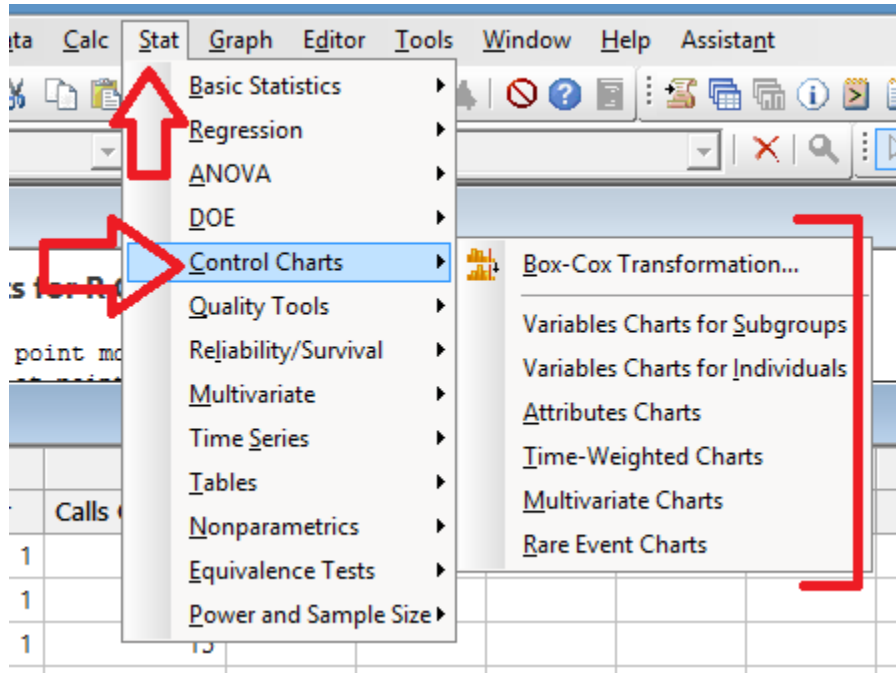 Calc Stat Graph Editor Tools Window Help Assistant
Basic Statistics
Regression
ANOVA
DOE
Control Charts
Quality Tools
Reliability/Survival
Multivariate
Time Series
Tables
Nonparametrics
Equivalence Tests
Power and Sample Size
Box-Cox Transformation...
Variables Charts for Subgroups
Variables Charts for Individuals
Attributes Charts
Time-Weighted Charts
Multivariate Charts
Rare Event Charts
for R
point
point
Calls
1
1
1